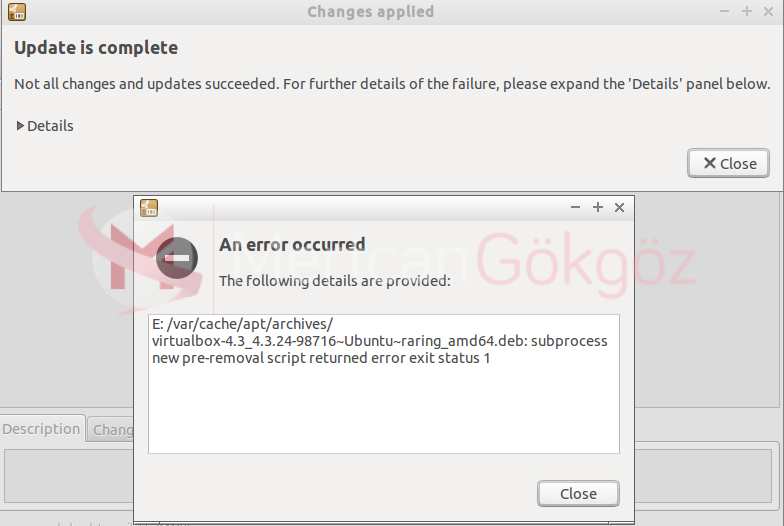 Changes applied
Update is complete
Not all changes and updates succeeded. For further details of the failure, please expand the 'Details' panel below.
Details
Close
MertcanGökgöz
An error occurred
The following details are provided:
E: /var/cache/apt/archives/
virtualbox-4.3_4.3.24-98716~Ubuntu~raring_amd64.deb: subprocess
new pre-removal script returned error exit status 1
Description
Chang
Close